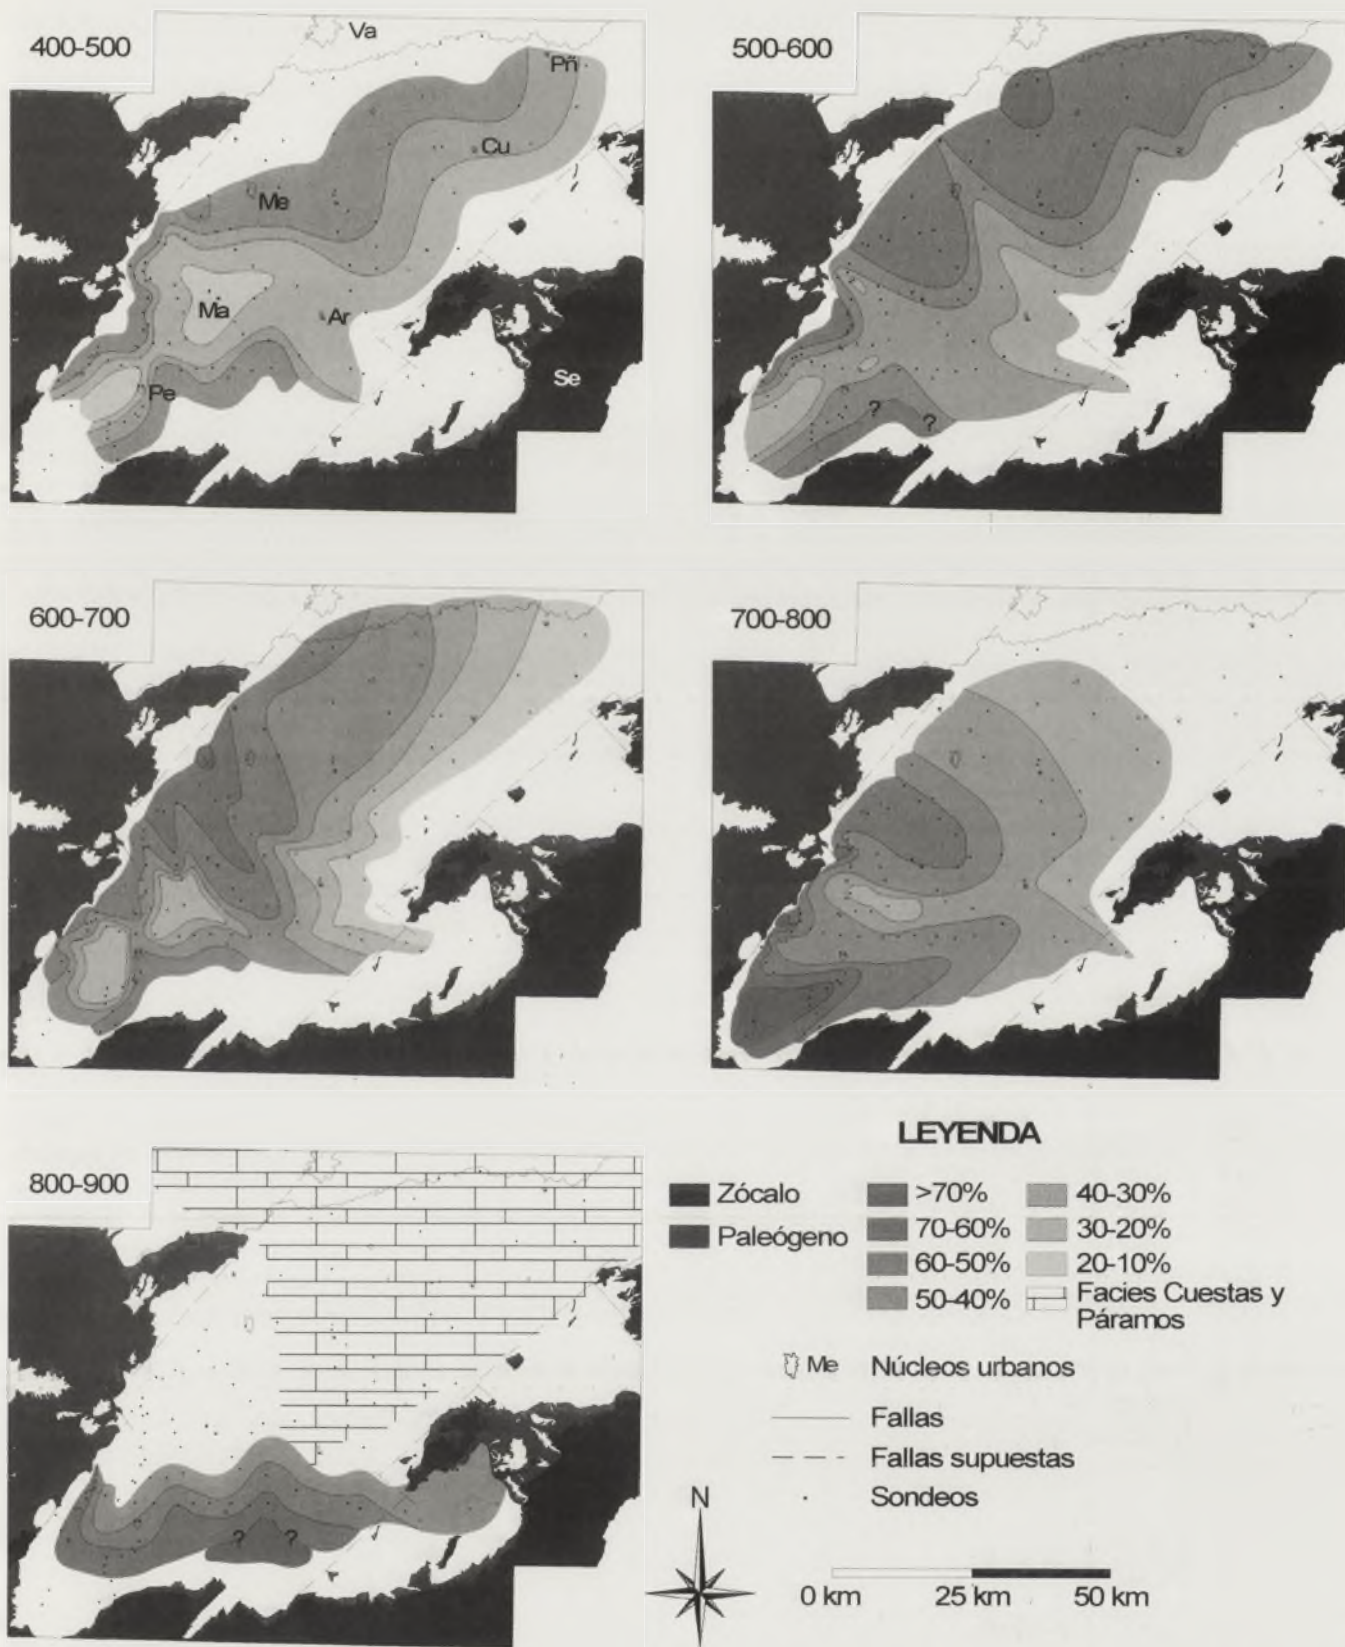 400-500
Va
Pñ
Cu
Me
Ma
Ar
Pe
Se
500-600
?
?
600-700
700-800
800-900
?
?
LEYENDA
Zócalo
Paleógeno
>70%
70-60%
60-50%
50-40%
40-30%
30-20%
20-10%
Facies Cuestas y
Páramos
Me
Núcleos urbanos
Fallas
Fallas supuestas
Sondeos
N
0 km
25 km
50 km